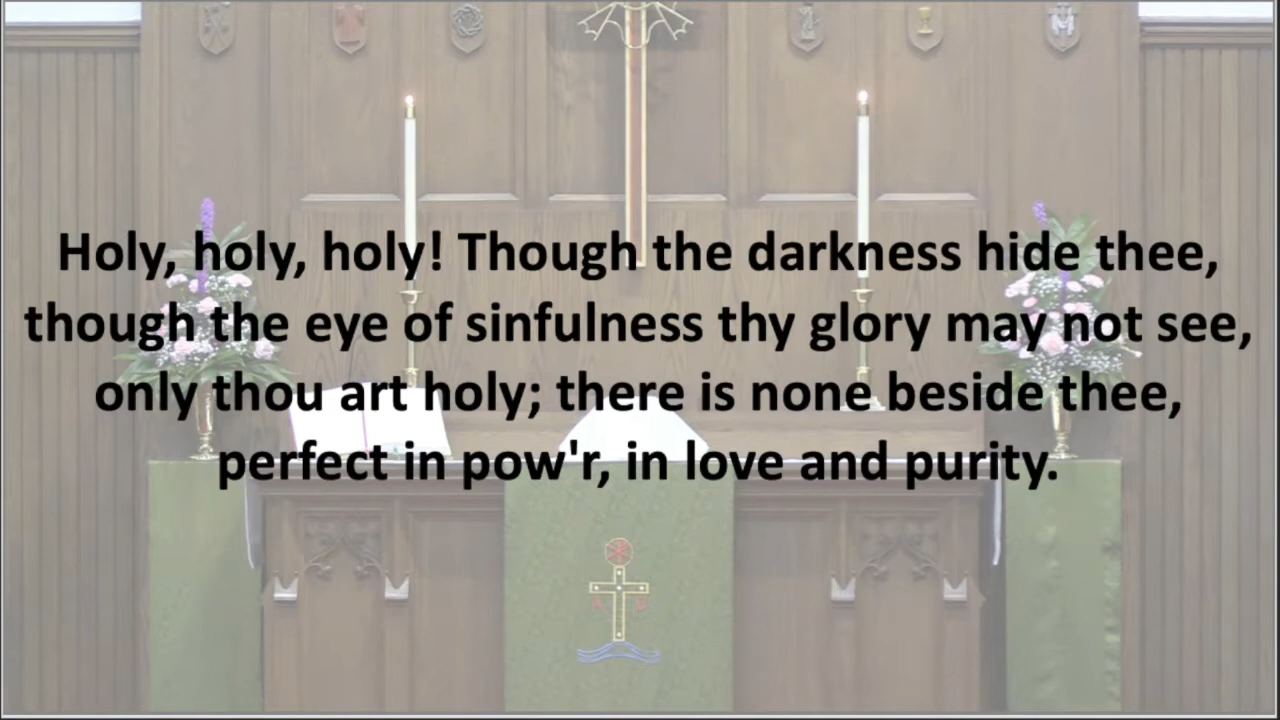 Holy, holy, holy! Though the darkness hide thee,
though the eye of sinfulness thy glory may not see,
only thou art holy; there is none beside thee,
perfect in pow'r, in love and purity.